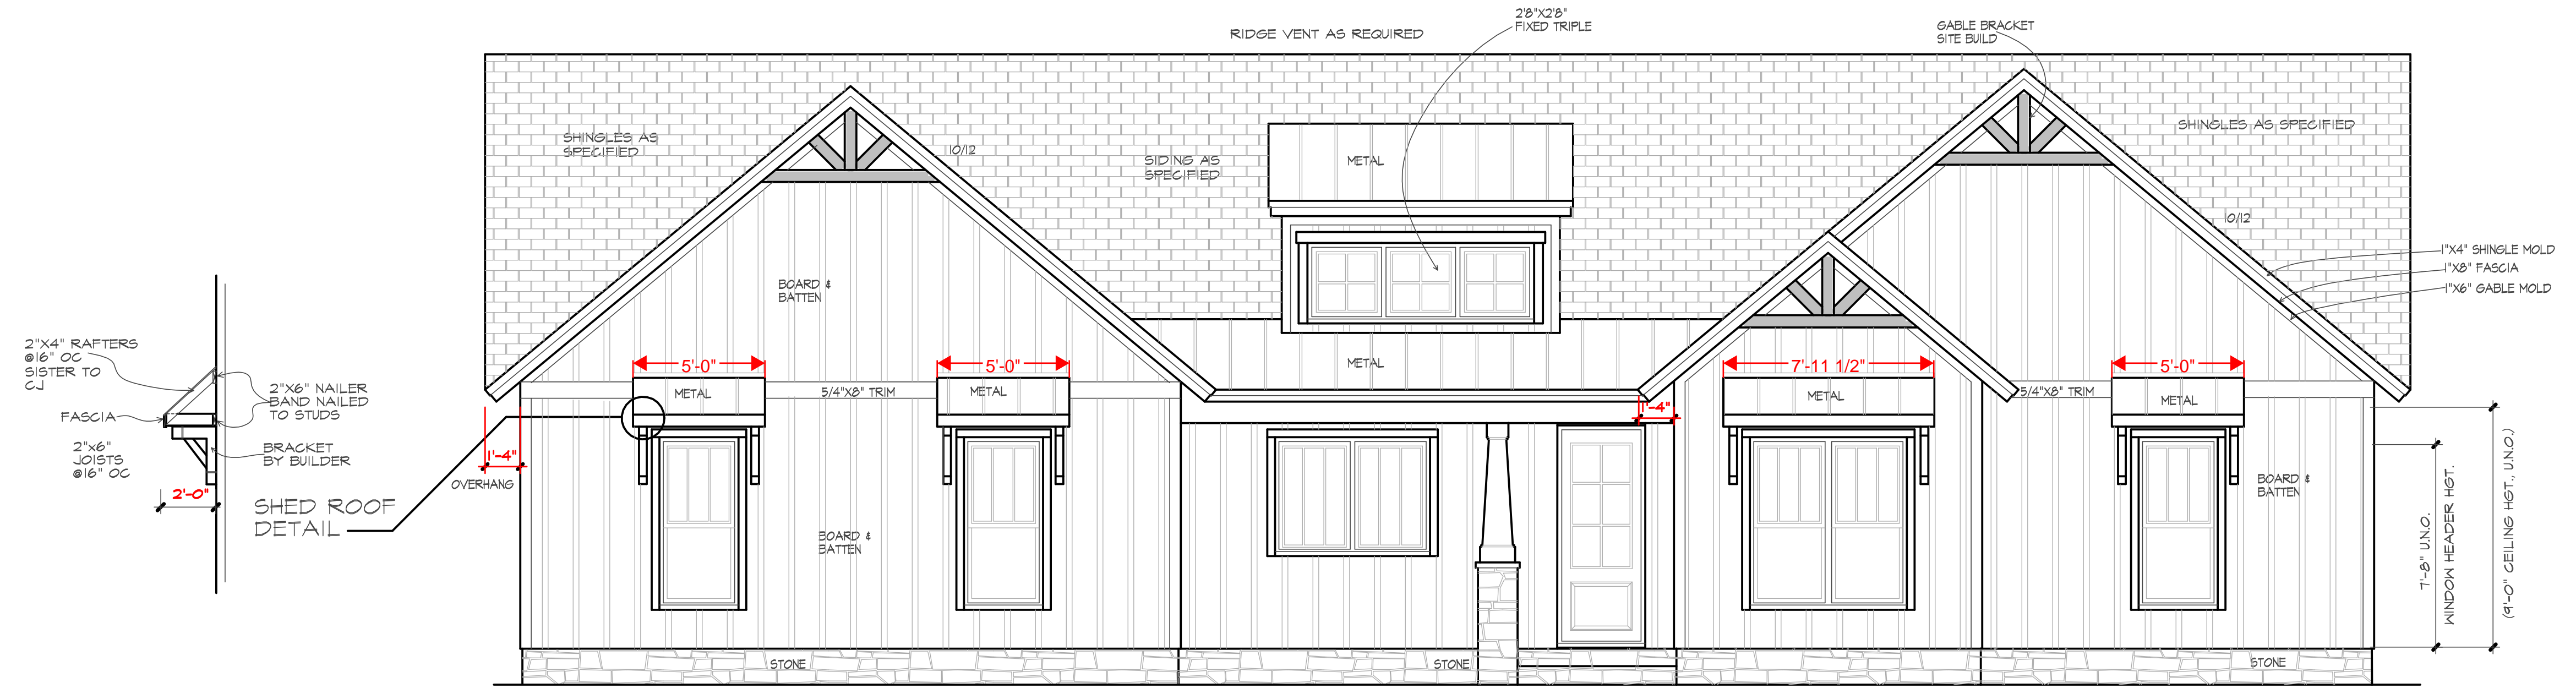 RIDGE VENT AS REQUIRED
2'8"X2'8"
FIXED TRIPLE
GABLE BRACKET
SITE BUILD
SHINGLES AS
SPECIFIED
10/12
SIDING AS
SPECIFIED
METAL
SHINGLES AS SPECIFIED
10/12
1"X4" SHINGLE MOLD
1"X8" FASCIA
1"X6" GABLE MOLD
BOARD &
BATTEN
2"X4" RAFTERS
@16" OC
SISTER TO
CJ
2"X6" NAILER
BAND NAILED
TO STUDS
FASCIA
2"x6"
JOISTS
@16" OC
BRACKET
BY BUILDER
2'-0"
SHED ROOF
DETAIL
1'-4"
OVERHANG
5'-0"
METAL
5/4"X8" TRIM
5'-0"
METAL
METAL
1'-4"
7'-11 1/2"
METAL
5/4"X8" TRIM
5'-0"
METAL
BOARD &
BATTEN
BOARD &
BATTEN
7'-8" U.N.O.
WINDOW HEADER HGT.
(9'-0" CEILING HGT., U.N.O.)
STONE
STONE
STONE